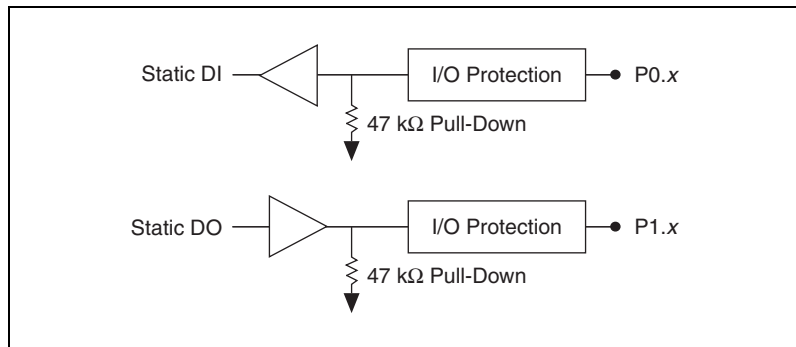 Static DI
I/O Protection
P0.x
47 kΩ Pull-Down
Static DO
I/O Protection
P1.x
47 kΩ Pull-Down